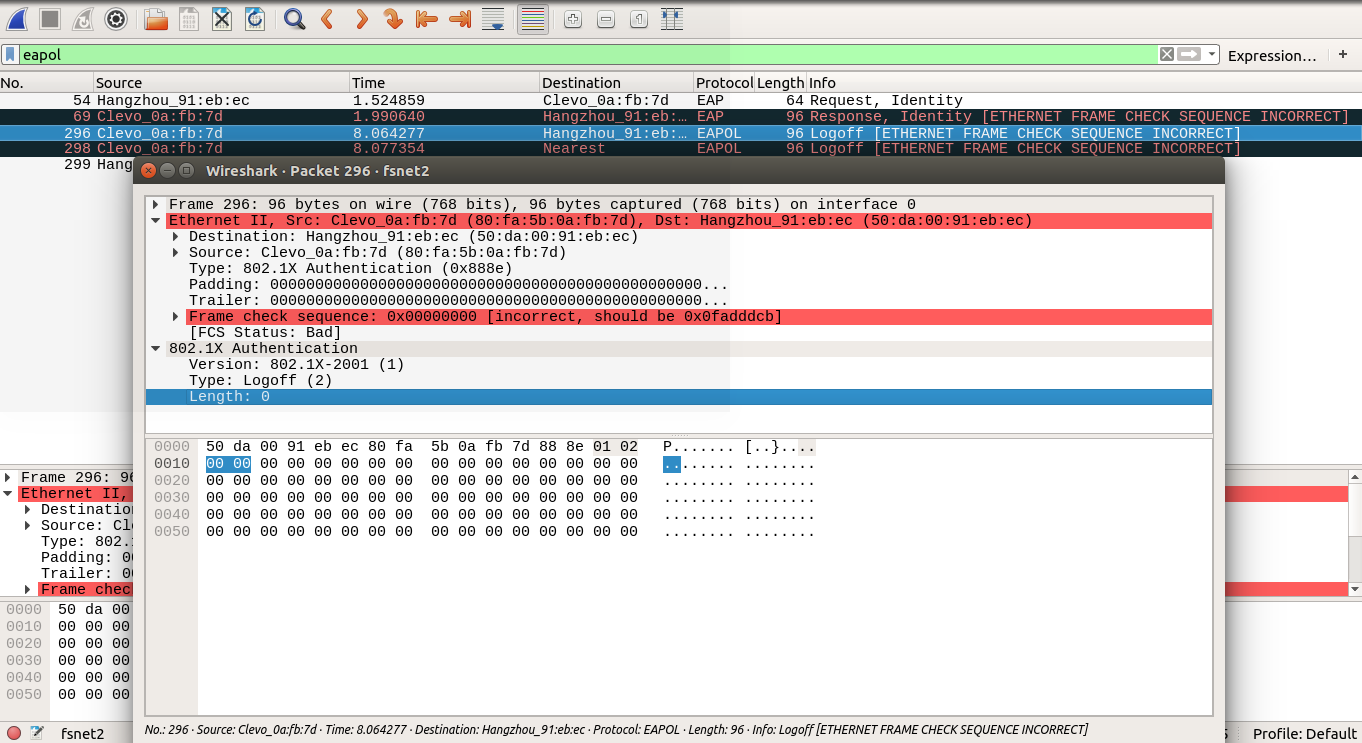 eapol
Expression…
+
No. Source Time Destination Protocol Length Info
54 Hangzhou_91:eb:ec 1.524859 Clevo_0a:fb:7d EAP 64 Request, Identity
69 Clevo_0a:fb:7d 1.990640 Hangzhou_91:eb:… EAP 96 Response, Identity [ETHERNET FRAME CHECK SEQUENCE INCORRECT]
296 Clevo_0a:fb:7d 8.064277 Hangzhou_91:eb:… EAPOL 96 Logoff [ETHERNET FRAME CHECK SEQUENCE INCORRECT]
298 Clevo_0a:fb:7d 8.077354 Nearest EAPOL 96 Logoff [ETHERNET FRAME CHECK SEQUENCE INCORRECT]
299 Hang
Wireshark · Packet 296 · fsnet2
Frame 296: 96 bytes on wire (768 bits), 96 bytes captured (768 bits) on interface 0
Ethernet II, Src: Clevo_0a:fb:7d (80:fa:5b:0a:fb:7d), Dst: Hangzhou_91:eb:ec (50:da:00:91:eb:ec)
Destination: Hangzhou_91:eb:ec (50:da:00:91:eb:ec)
Source: Clevo_0a:fb:7d (80:fa:5b:0a:fb:7d)
Type: 802.1X Authentication (0x888e)
Padding: 000000000000000000000000000000000000000000000000...
Trailer: 000000000000000000000000000000000000000000000000...
Frame check sequence: 0x00000000 [incorrect, should be 0x0fadddcb]
[FCS Status: Bad]
802.1X Authentication
Version: 802.1X-2001 (1)
Type: Logoff (2)
Length: 0
0000 50 da 00 91 eb ec 80 fa 5b 0a fb 7d 88 8e 01 02 P....... [..}....
0010 00 00 00 00 00 00 00 00 00 00 00 00 00 00 00 00 ........ ........
0020 00 00 00 00 00 00 00 00 00 00 00 00 00 00 00 00 ........ ........
0030 00 00 00 00 00 00 00 00 00 00 00 00 00 00 00 00 ........ ........
0040 00 00 00 00 00 00 00 00 00 00 00 00 00 00 00 00 ........ ........
0050 00 00 00 00 00 00 00 00 00 00 00 00 00 00 00 00 ........ ........
No.: 296 · Source: Clevo_0a:fb:7d · Time: 8.064277 · Destination: Hangzhou_91:eb:ec · Protocol: EAPOL · Length: 96 · Info: Logoff [ETHERNET FRAME CHECK SEQUENCE INCORRECT]
Frame 296: 96
Ethernet II,
Destination
Source: Cl
Type: 802.
Padding: 00
Trailer: 00
Frame chec
0000 50 da 00
0010 00 00 00
0020 00 00 00
0030 00 00 00
0040 00 00 00
0050 00 00 00
fsnet2
Profile: Default